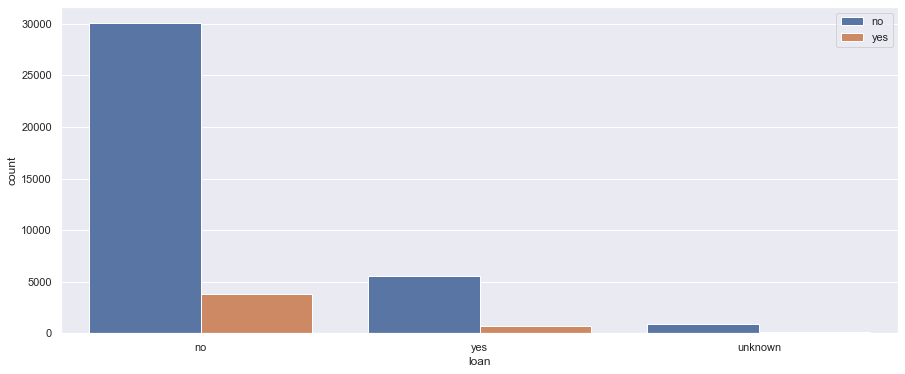 no
yes
30000
25000
20000
15000
10000
5000
0
count
no yes unknown
loan